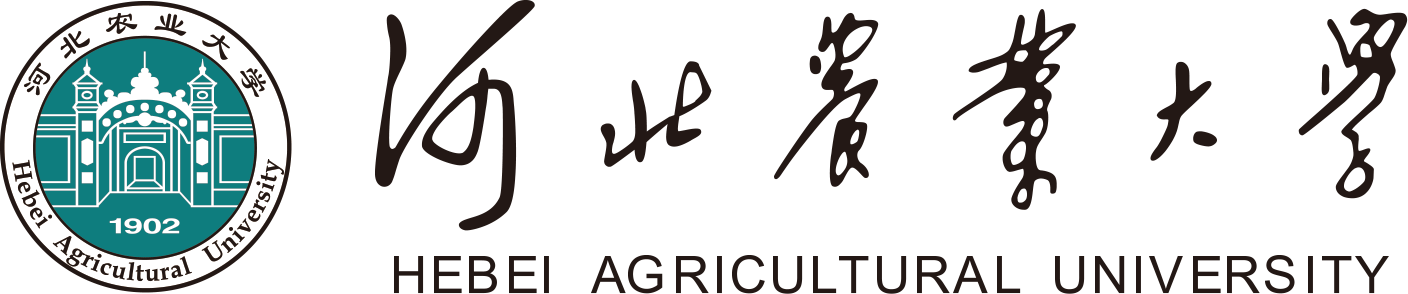 河北农业大学
1902
Hebei Agricultural University
河北農業大學
HEBEI AGRICULTURAL UNIVERSITY